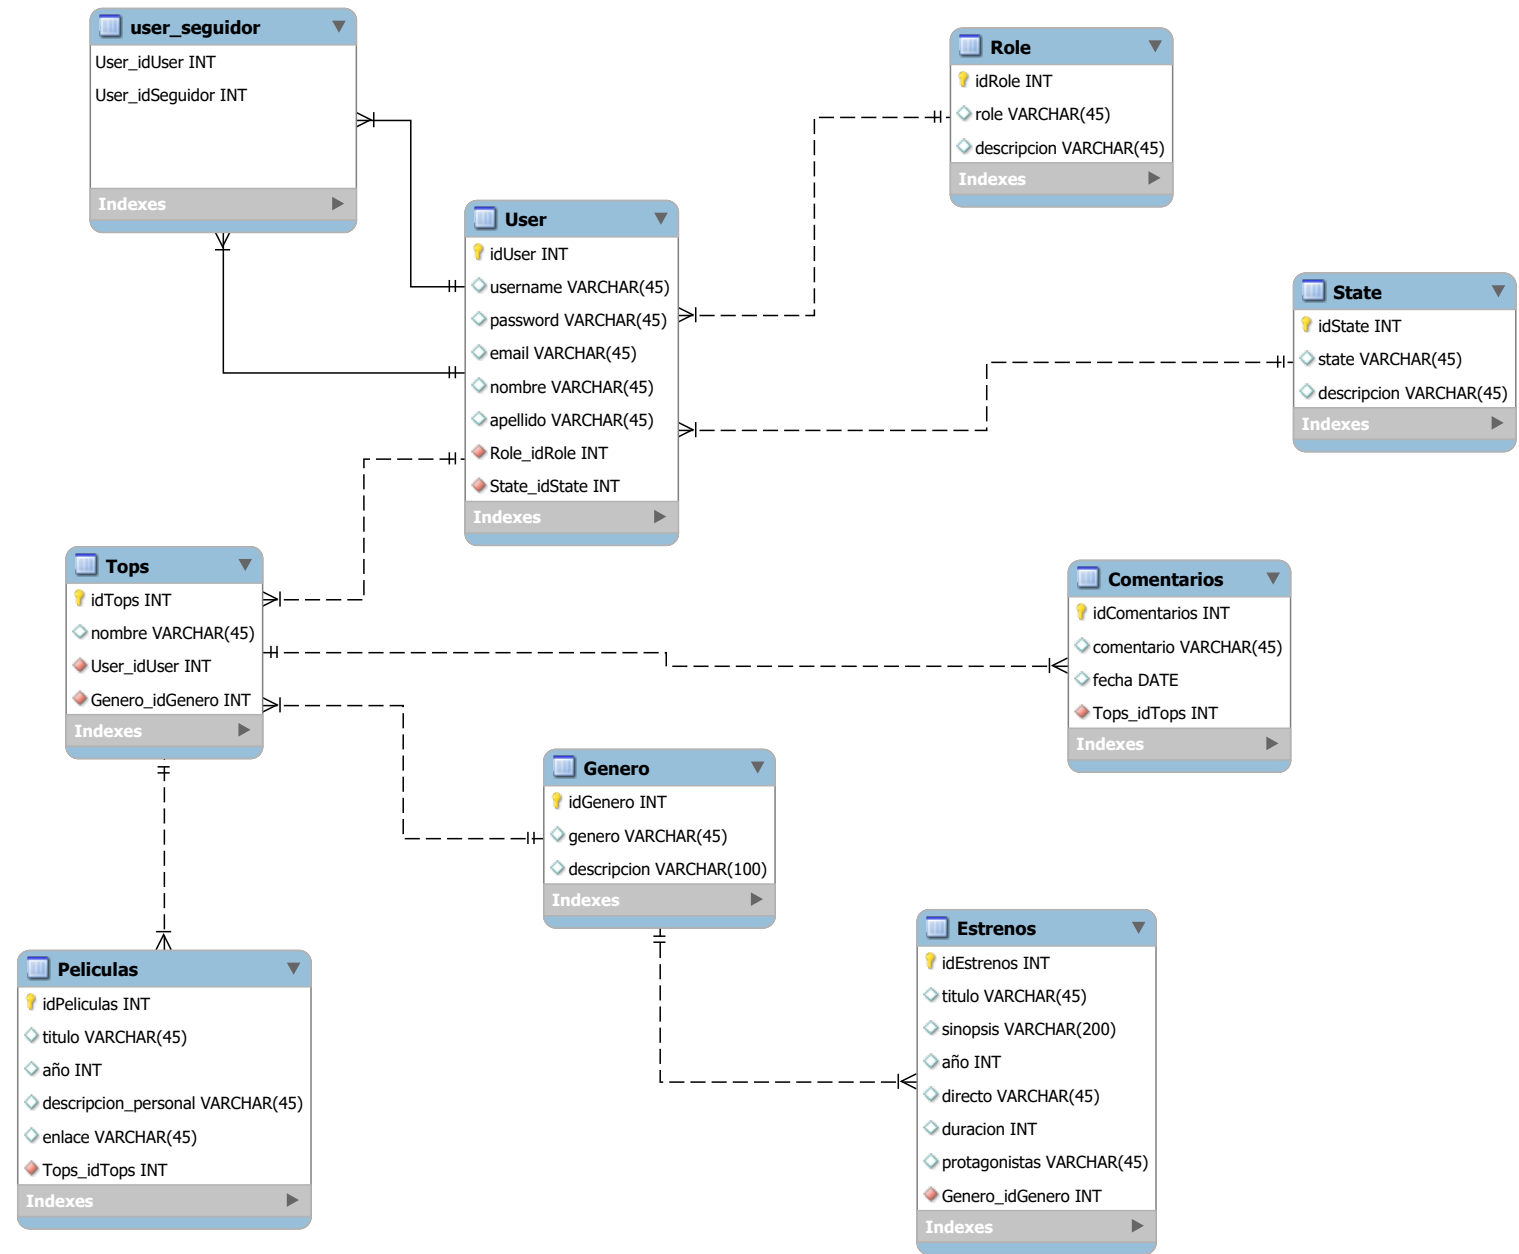 user_seguidor
User_idUser INT
User_idSeguidor INT
Indexes
Role
idRole INT
role VARCHAR(45)
descripcion VARCHAR(45)
Indexes
User
idUser INT
username VARCHAR(45)
password VARCHAR(45)
email VARCHAR(45)
nombre VARCHAR(45)
apellido VARCHAR(45)
Role_idRole INT
State_idState INT
Indexes
State
idState INT
state VARCHAR(45)
descripcion VARCHAR(45)
Indexes
Tops
idTops INT
nombre VARCHAR(45)
User_idUser INT
Genero_idGenero INT
Indexes
Comentarios
idComentarios INT
comentario VARCHAR(45)
fecha DATE
Tops_idTops INT
Indexes
Genero
idGenero INT
genero VARCHAR(45)
descripcion VARCHAR(100)
Indexes
Peliculas
idPeliculas INT
titulo VARCHAR(45)
año INT
descripcion_personal VARCHAR(45)
enlace VARCHAR(45)
Tops_idTops INT
Indexes
Estrenos
idEstrenos INT
titulo VARCHAR(45)
sinopsis VARCHAR(200)
año INT
directo VARCHAR(45)
duracion INT
protagonistas VARCHAR(45)
Genero_idGenero INT
Indexes